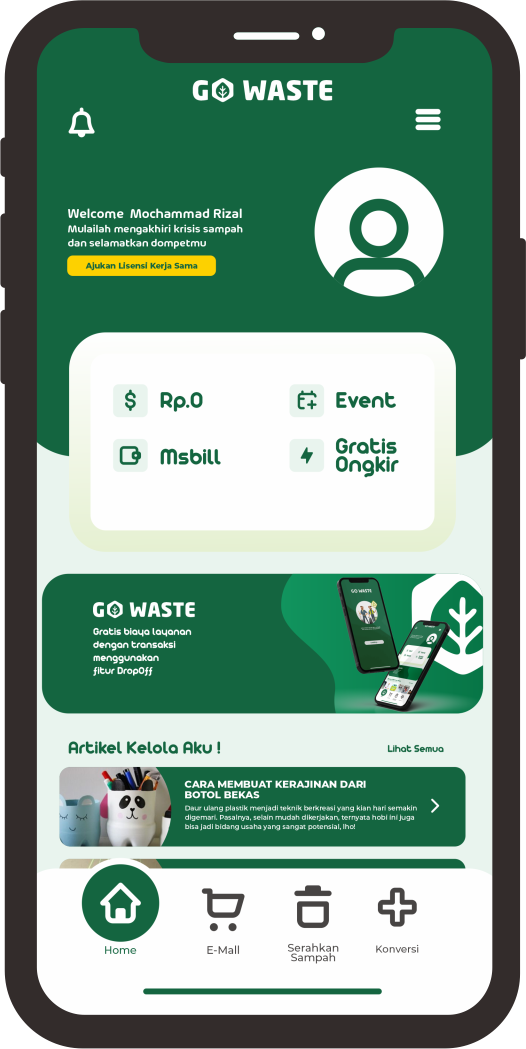 GO WASTE
Welcome Mochammad Rizal
Mulailah mengakhiri krisis sampah
dan selamatkan dompetmu
Ajukan Lisensi Kerja Sama
Rp.0
Event
Msbill
Gratis
Ongkir
GO WASTE
Gratis biaya layanan
dengan transaksi
menggunakan
fitur DropOff
GO WASTE
Artikel Kelola Aku !
Lihat Semua
CARA MEMBUAT KERAJINAN DARI
BOTOL BEKAS
Daur ulang plastik menjadi teknik berkreasi yang kian hari semakin
digemari. Pasalnya, selain mudah dikerjakan, ternyata hobi ini juga
bisa jadi bidang usaha yang sangat potensial, lho!
Home
E-Mall
Serahkan
Sampah
Konversi